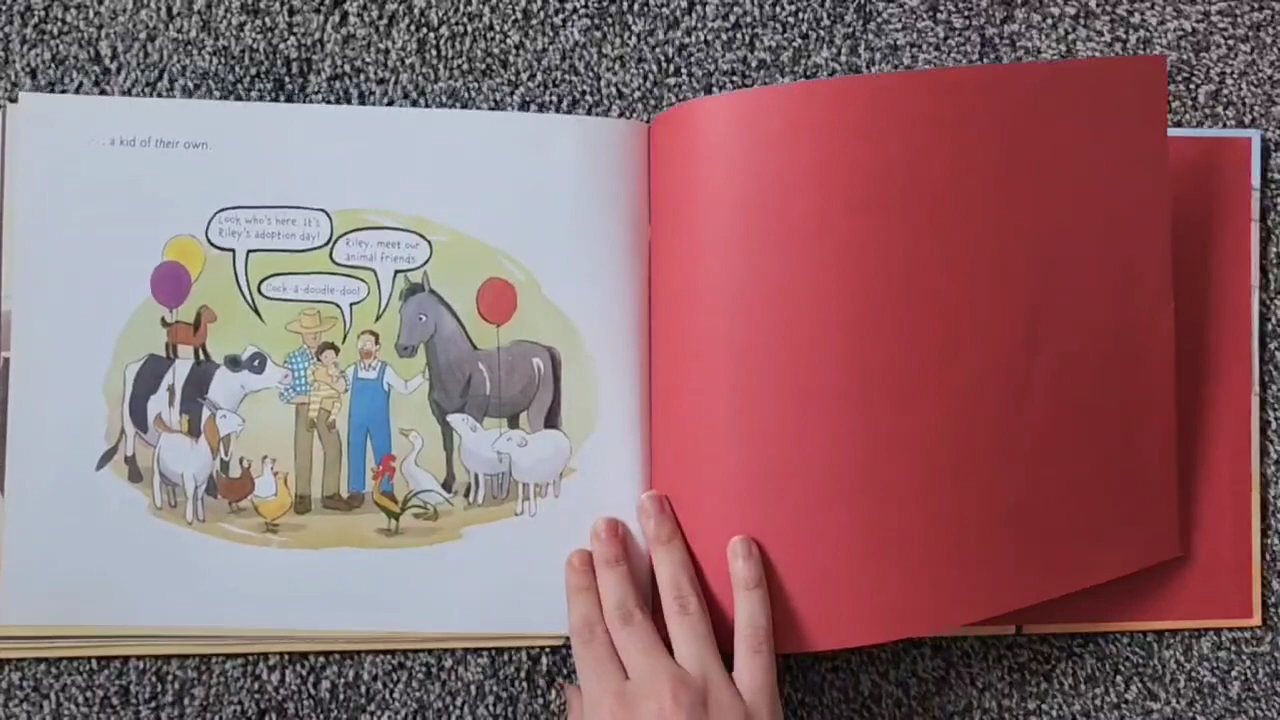 . . . a kid of their own.
Look who's here. It's
Riley's adoption day!
Riley, meet our
animal friends.
Cock-a-doodle-doo!